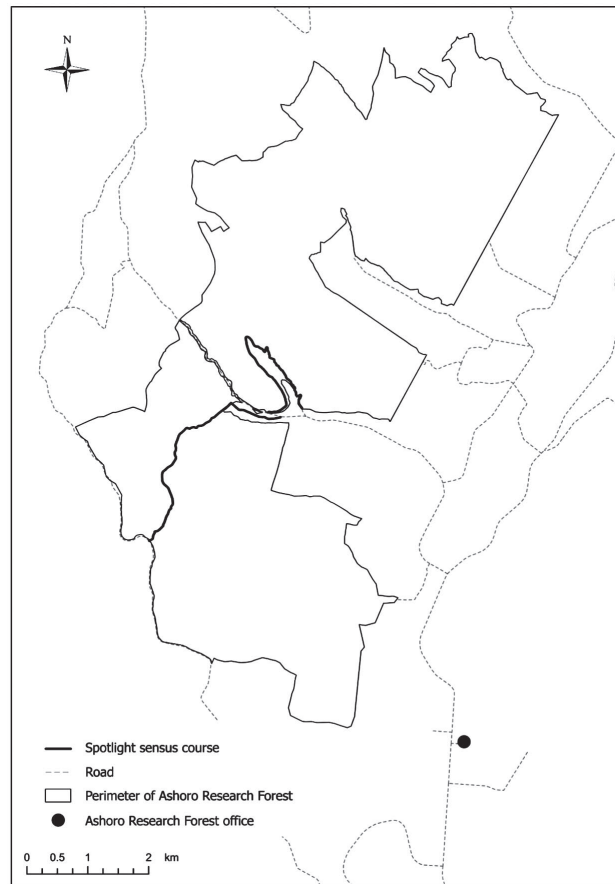 N
Spotlight sensus course
Road
Perimeter of Ashoro Research Forest
Ashoro Research Forest office
0 0.5 1 2 km